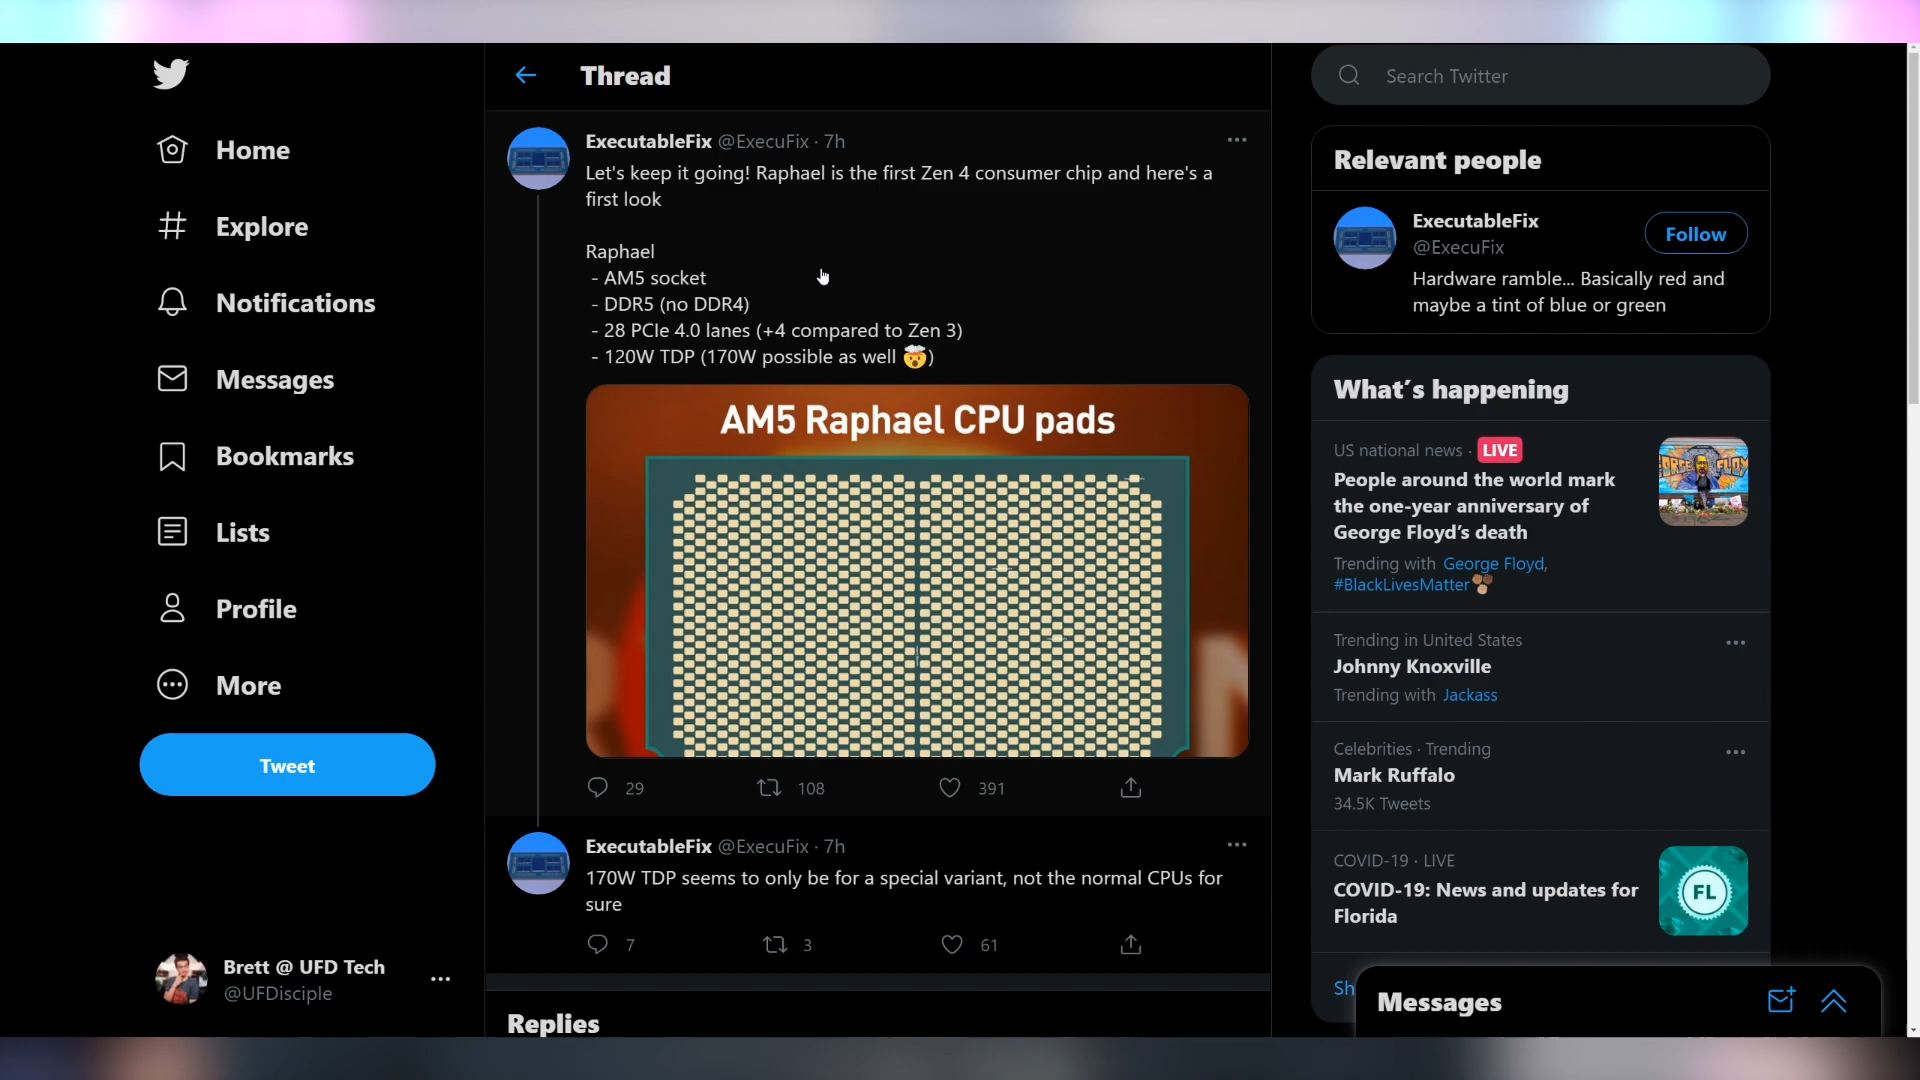 Home
Explore
Notifications
Messages
Bookmarks
Lists
Profile
More
Tweet
Brett @ UFD Tech
@UFDisciple
Thread
ExecutableFix @ExecuFix · 7h
Let's keep it going! Raphael is the first Zen 4 consumer chip and here's a
first look
Raphael
- AM5 socket
- DDR5 (no DDR4)
- 28 PCIe 4.0 lanes (+4 compared to Zen 3)
- 120W TDP (170W possible as well 🤯)
AM5 Raphael CPU pads
29 108 391
ExecutableFix @ExecuFix · 7h
170W TDP seems to only be for a special variant, not the normal CPUs for
sure
7 3 61
Replies
Search Twitter
Relevant people
ExecutableFix
@ExecuFix
Follow
Hardware ramble... Basically red and
maybe a tint of blue or green
What's happening
US national news · LIVE
People around the world mark
the one-year anniversary of
George Floyd's death
Trending with George Floyd,
#BlackLivesMatter
Trending in United States
Johnny Knoxville
Trending with Jackass
Celebrities · Trending
Mark Ruffalo
34.5K Tweets
COVID-19 · LIVE
COVID-19: News and updates for
Florida
FL
Sh
Messages